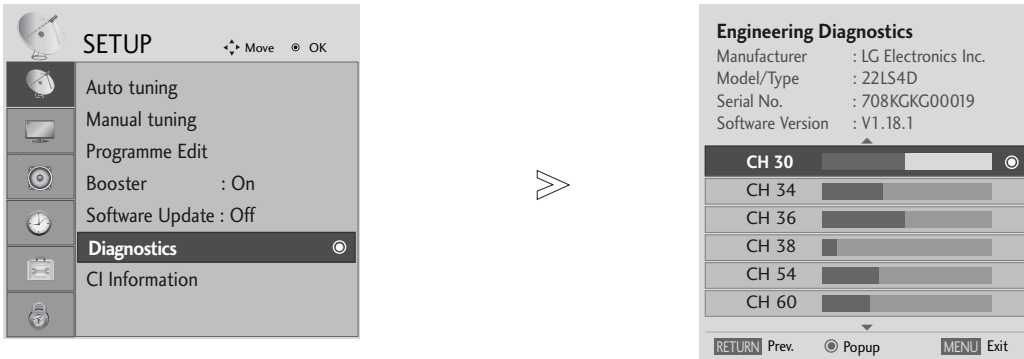 SETUP
Move OK
Auto tuning
Manual tuning
Programme Edit
Booster : On
Software Update : Off
Diagnostics
CI Information
Engineering Diagnostics
Manufacturer : LG Electronics Inc.
Model/Type : 22LS4D
Serial No. : 708KGKG00019
Software Version : V1.18.1
CH 30
CH 34
CH 36
CH 38
CH 54
CH 60
RETURN Prev. Popup MENU Exit